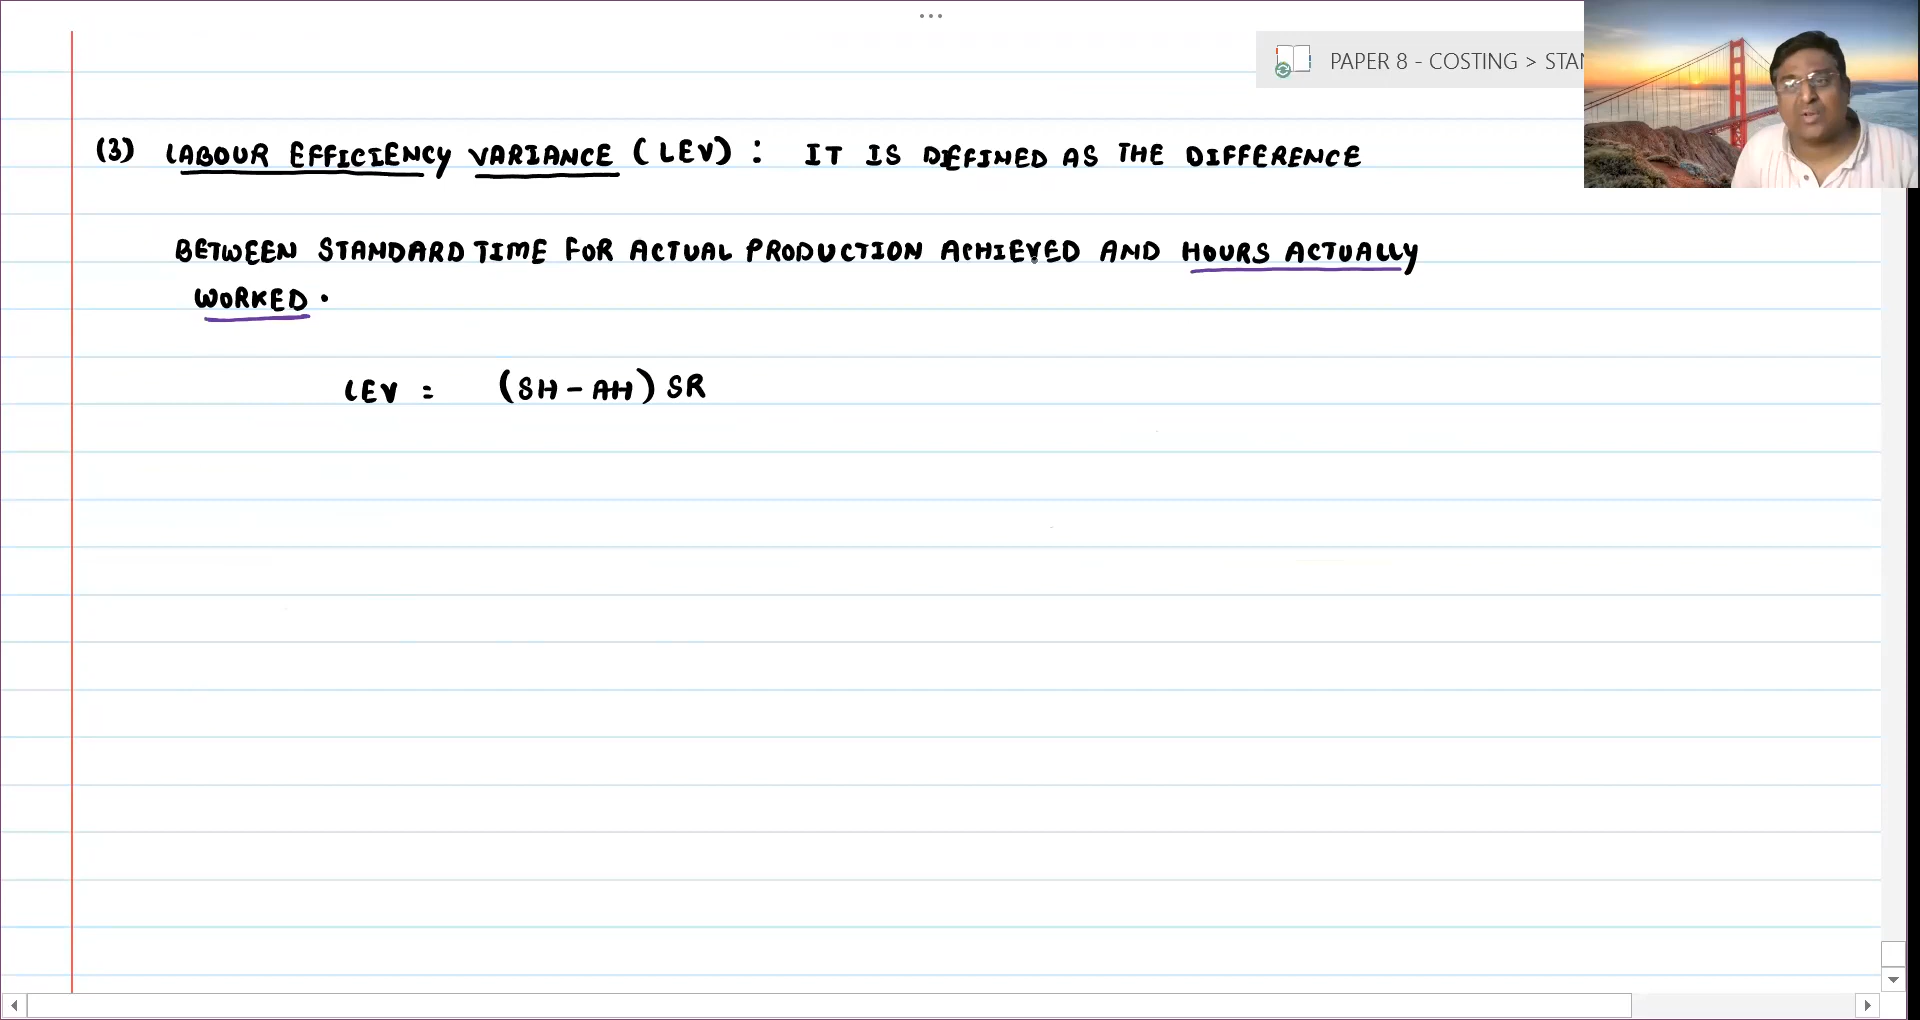 PAPER 8 - COSTING > STAN
(3) LABOUR EFFICIENCY VARIANCE (LEV) : IT IS DEFINED AS THE DIFFERENCE
BETWEEN STANDARD TIME FOR ACTUAL PRODUCTION ACHIEVED AND HOURS ACTUALLY
WORKED .
LEV = (SH - AH) SR